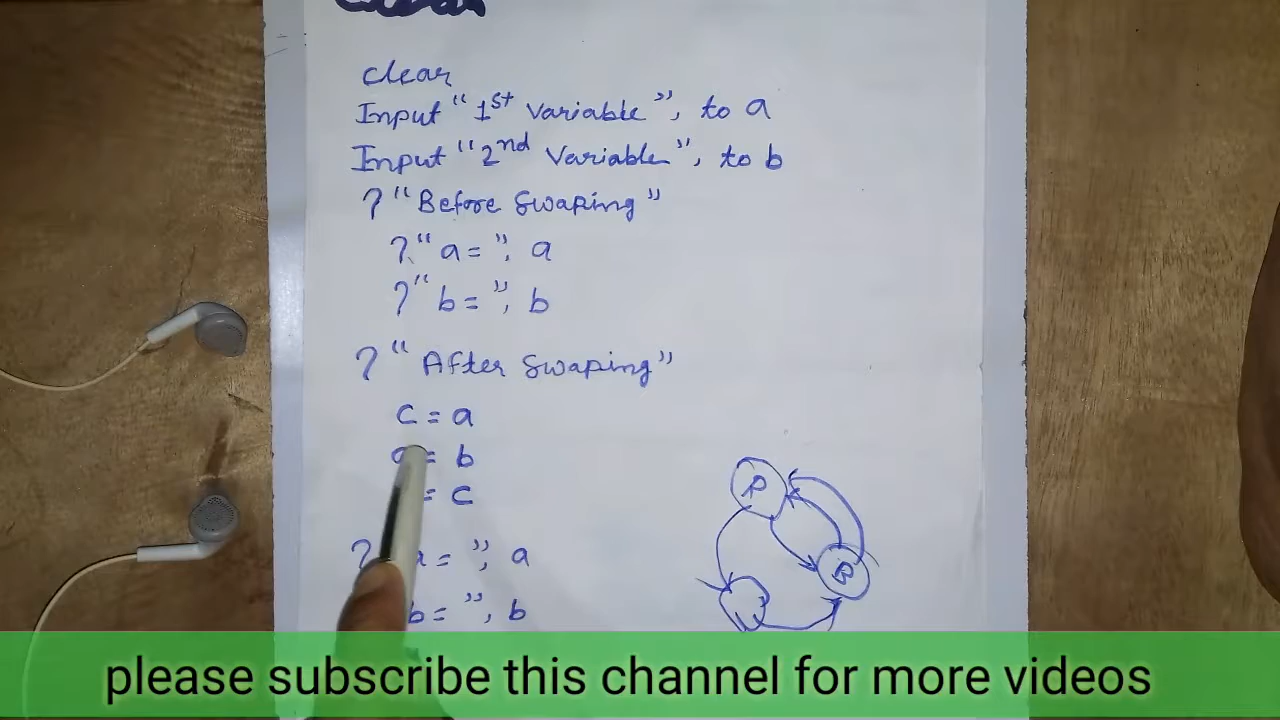 clear
Input "1st Variable", to a
Input "2nd Variable", to b
? "Before Swaping"
?" a = ", a
?" b = ", b
? " After Swaping"
c = a
= b
= c
? a = ", a
b = ", b
P
B
please subscribe this channel for more videos